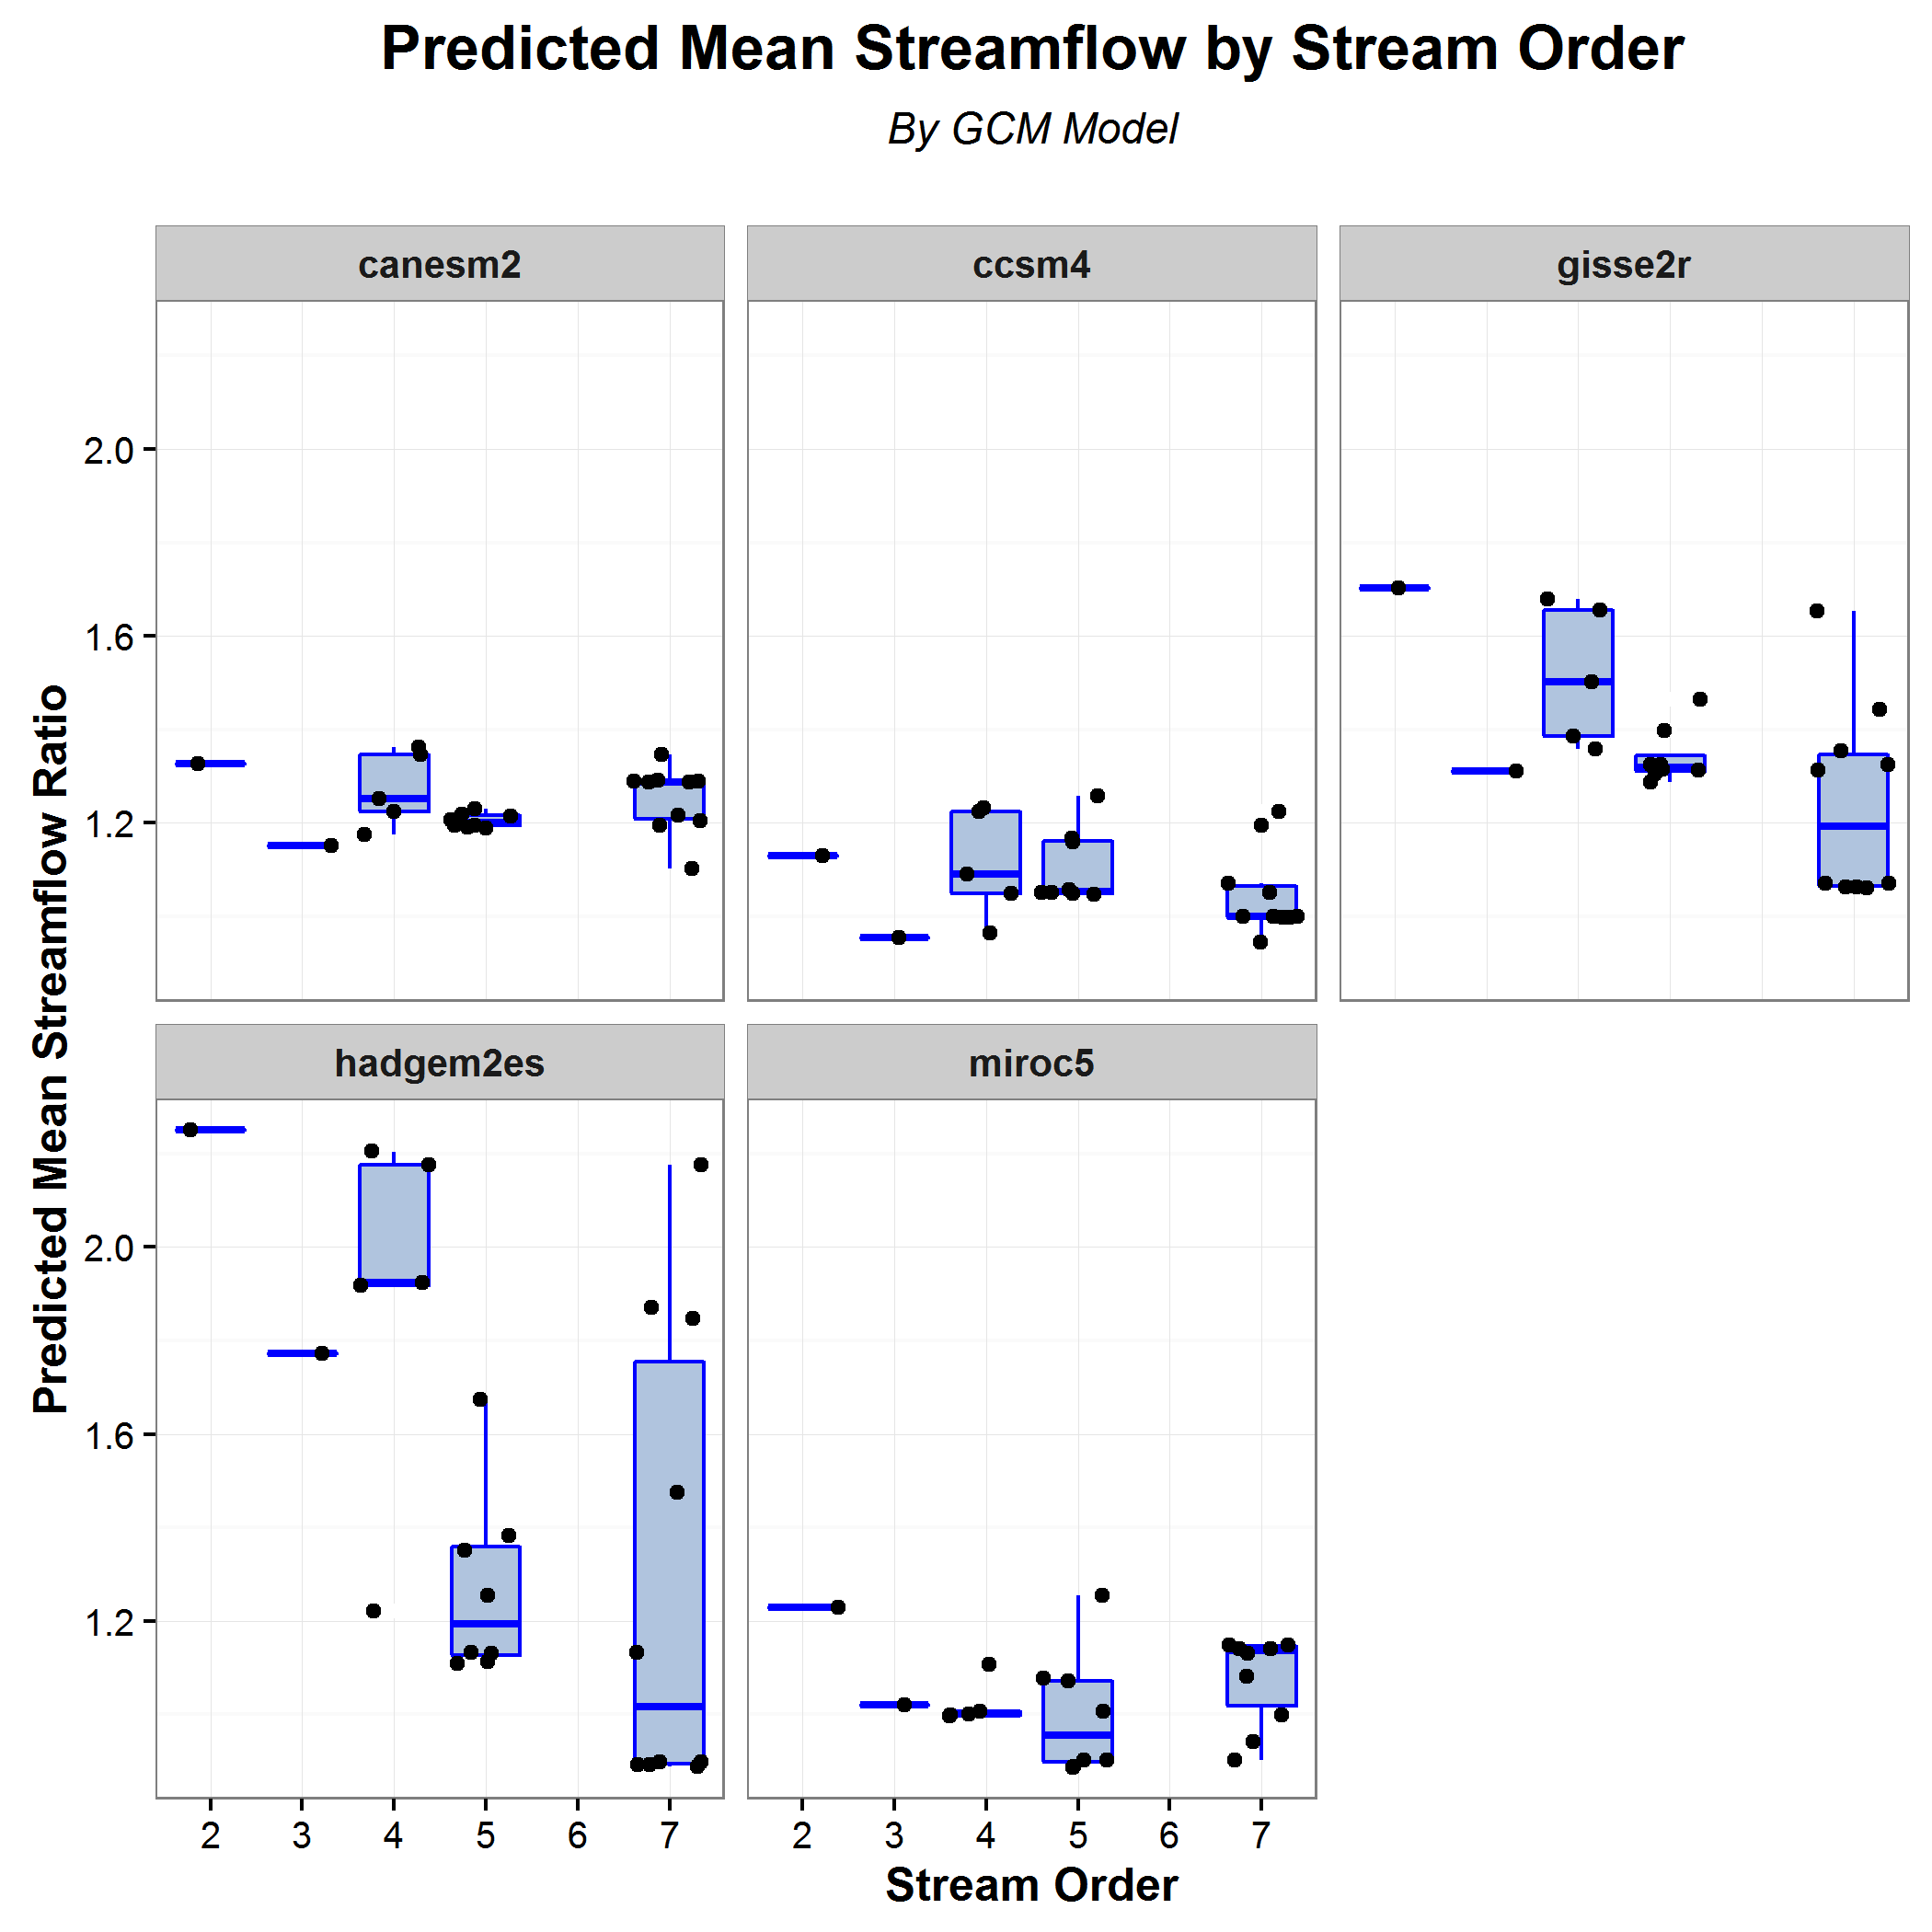 Predicted Mean Streamflow by Stream Order
By GCM Model
canesm2
ccsm4
gisse2r
2.0
1.6
1.2
Predicted Mean Streamflow Ratio
hadgem2es
miroc5
2.0
1.6
1.2
2 3 4 5 6 7
2 3 4 5 6 7
Stream Order